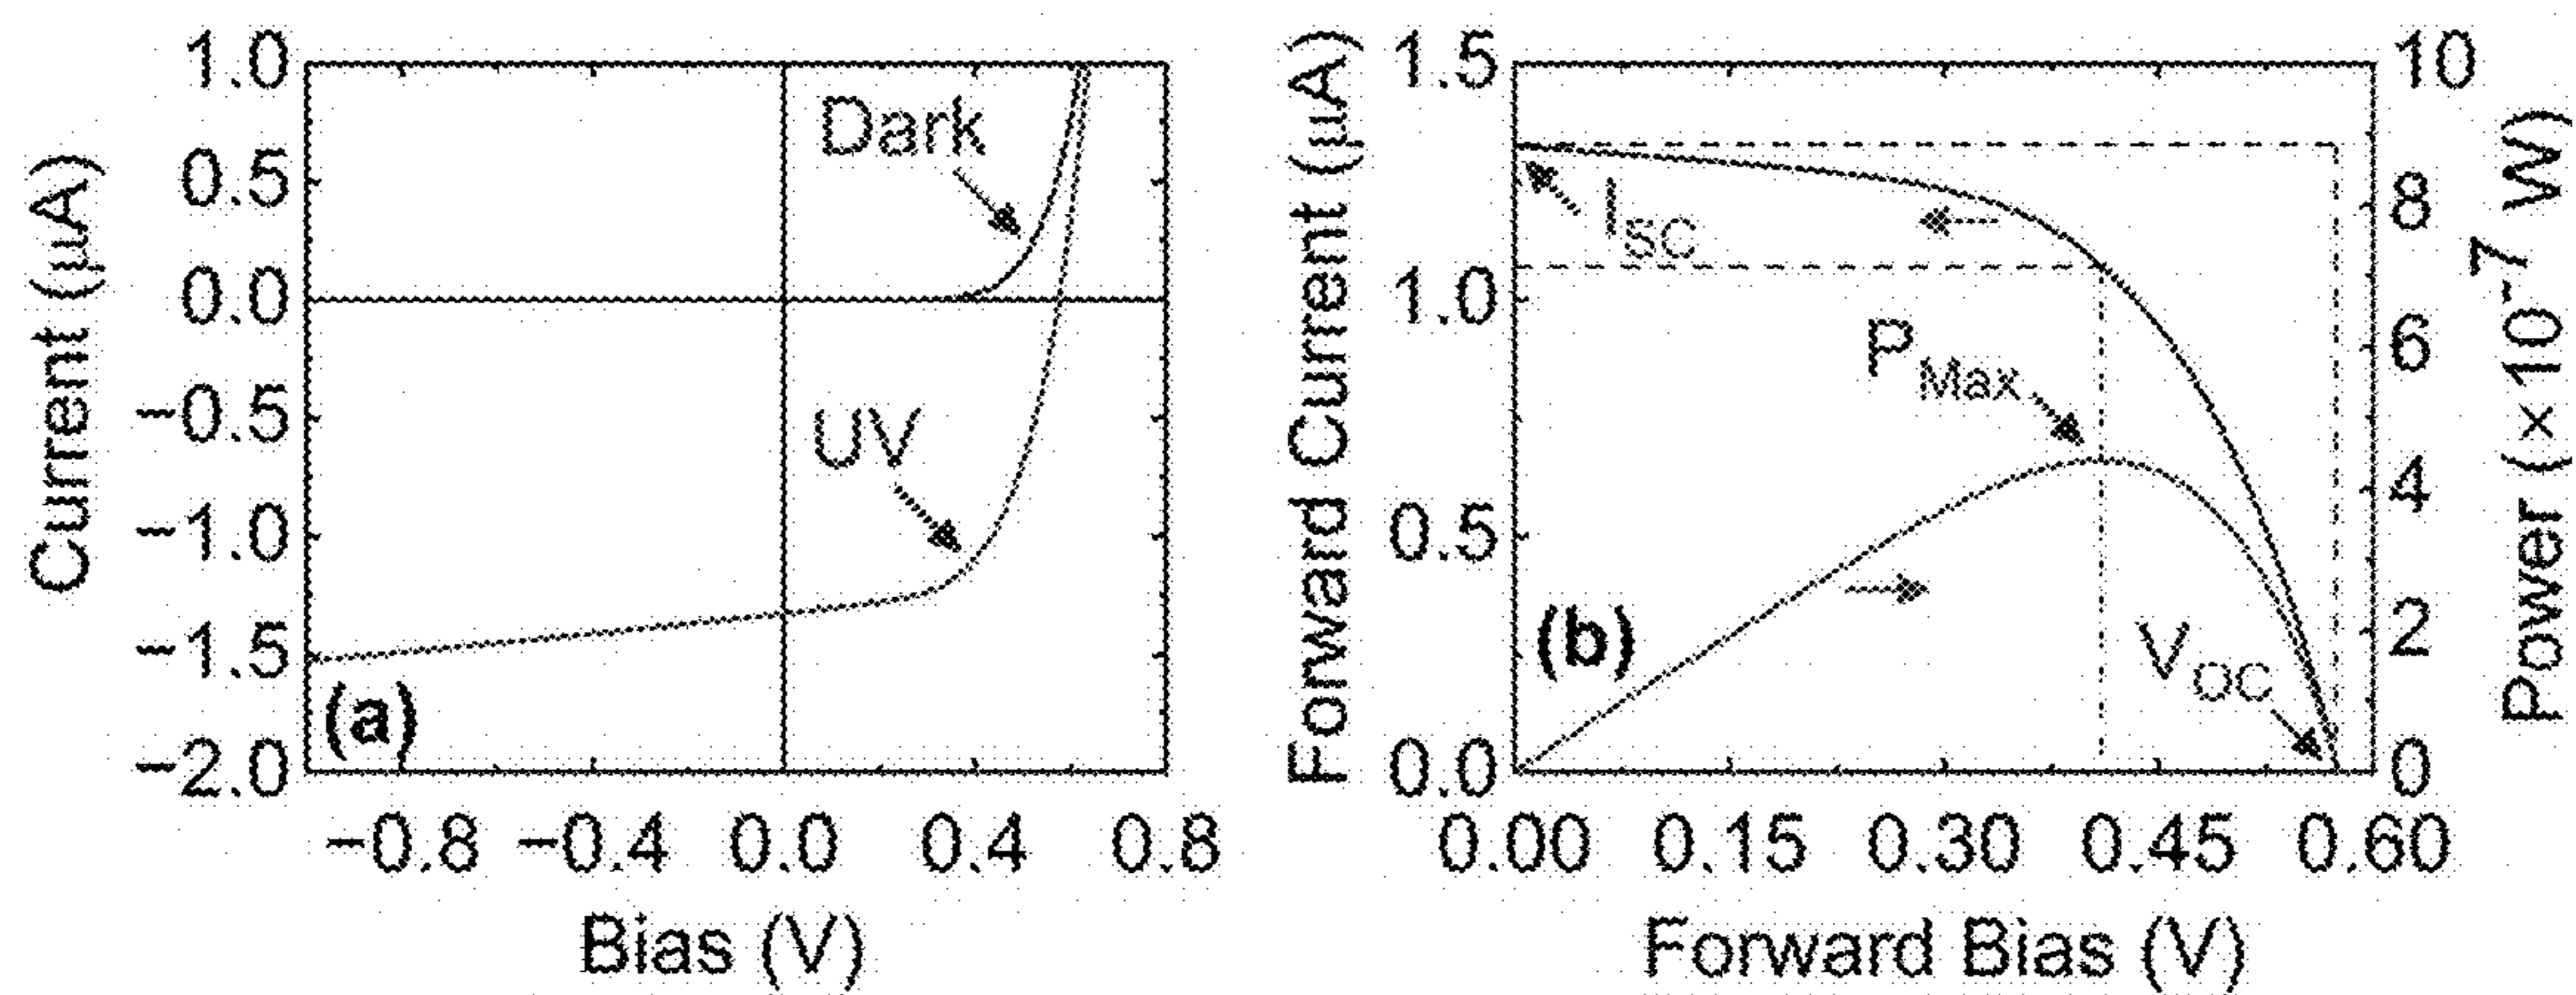 Current (μA)
1.0
0.5
0.0
−0.5
−1.0
−1.5
−2.0
Dark
UV
(a)
−0.8 −0.4 0.0 0.4 0.8
Bias (V)
Forward Current (μA)
1.5
1.0
0.5
0.0
I_SC
P_Max
V_OC
(b)
10
8
6
4
2
0
Power (×10⁻⁷ W)
0.00 0.15 0.30 0.45 0.60
Forward Bias (V)